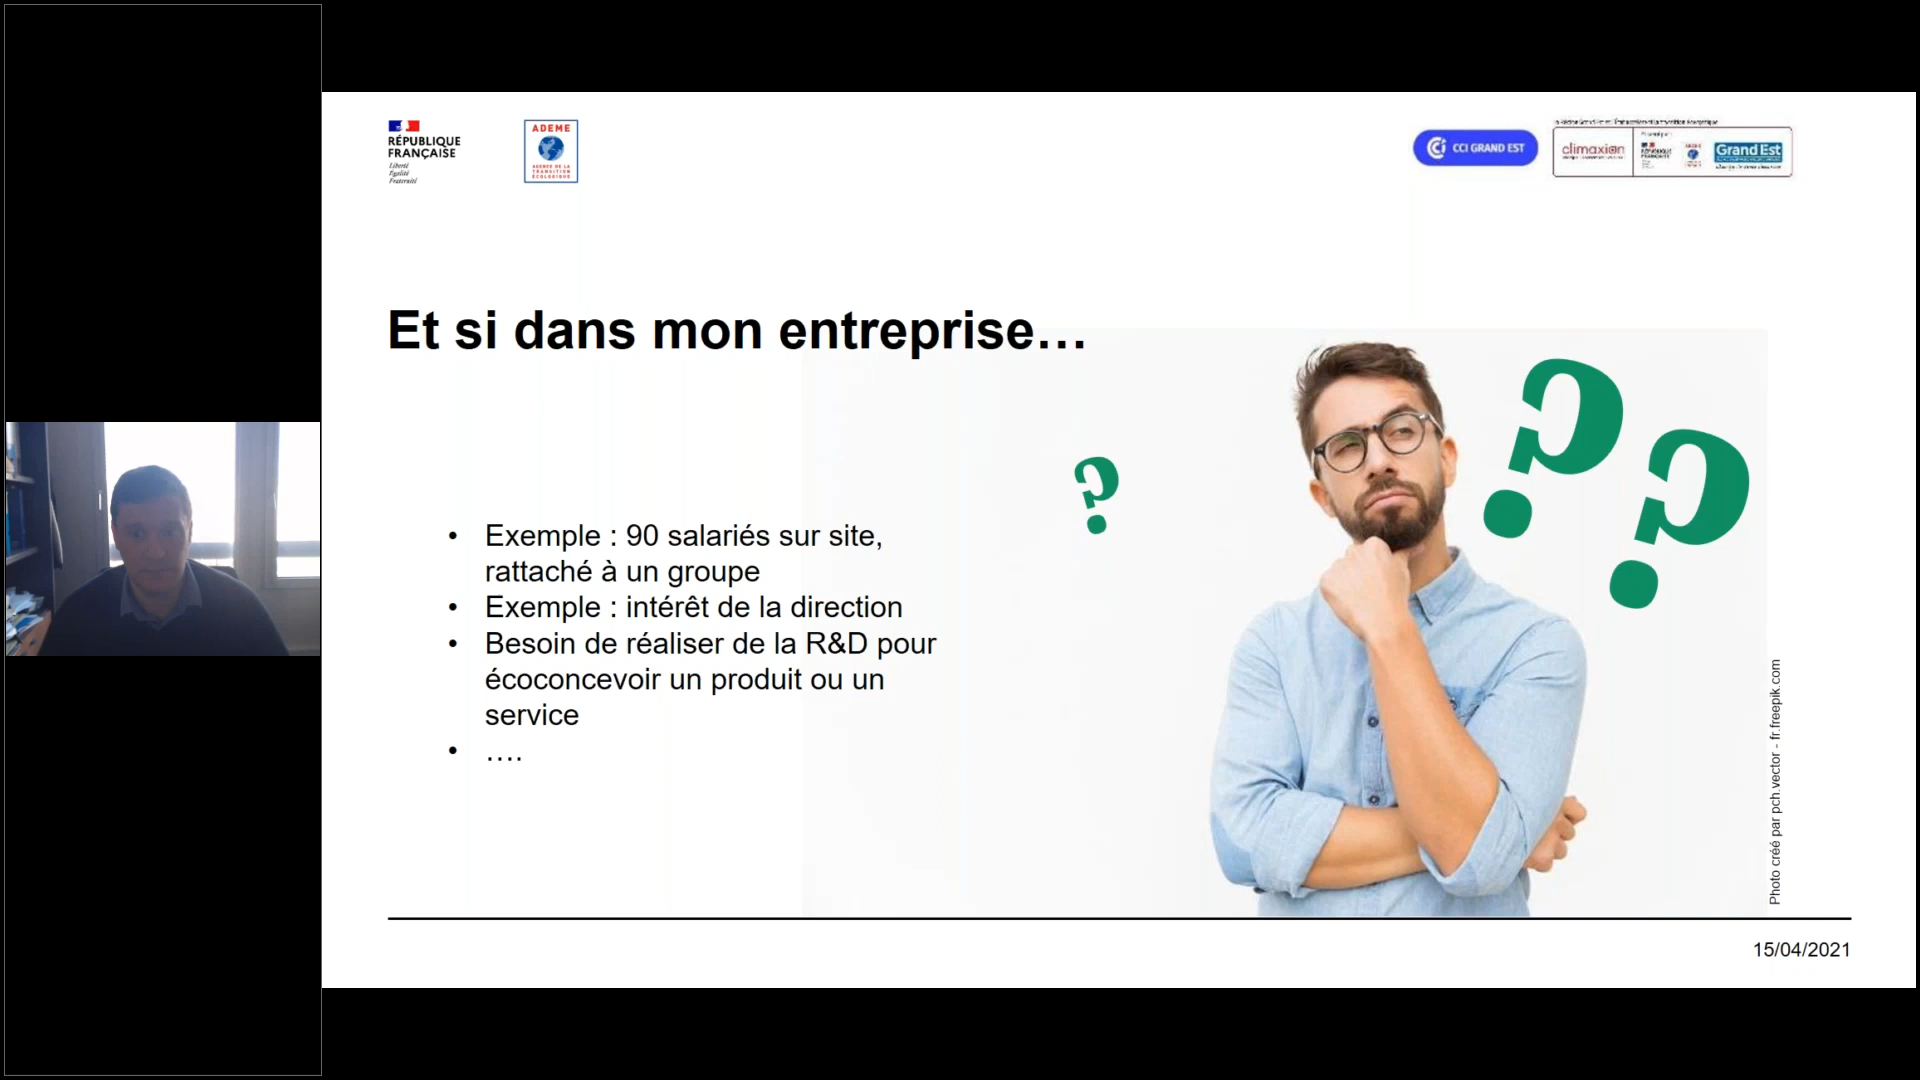 RÉPUBLIQUE
FRANÇAISE
Liberté
Égalité
Fraternité
ADEME
AGENCE DE LA
TRANSITION
ÉCOLOGIQUE
CCI GRAND EST
climaxion
RÉPUBLIQUE
FRANÇAISE
ADEME
Grand Est
Et si dans mon entreprise…
• Exemple : 90 salariés sur site,
rattaché à un groupe
• Exemple : intérêt de la direction
• Besoin de réaliser de la R&D pour
écoconcevoir un produit ou un
service
• ….
? ? ?
Photo créé par pch.vector - fr.freepik.com
15/04/2021